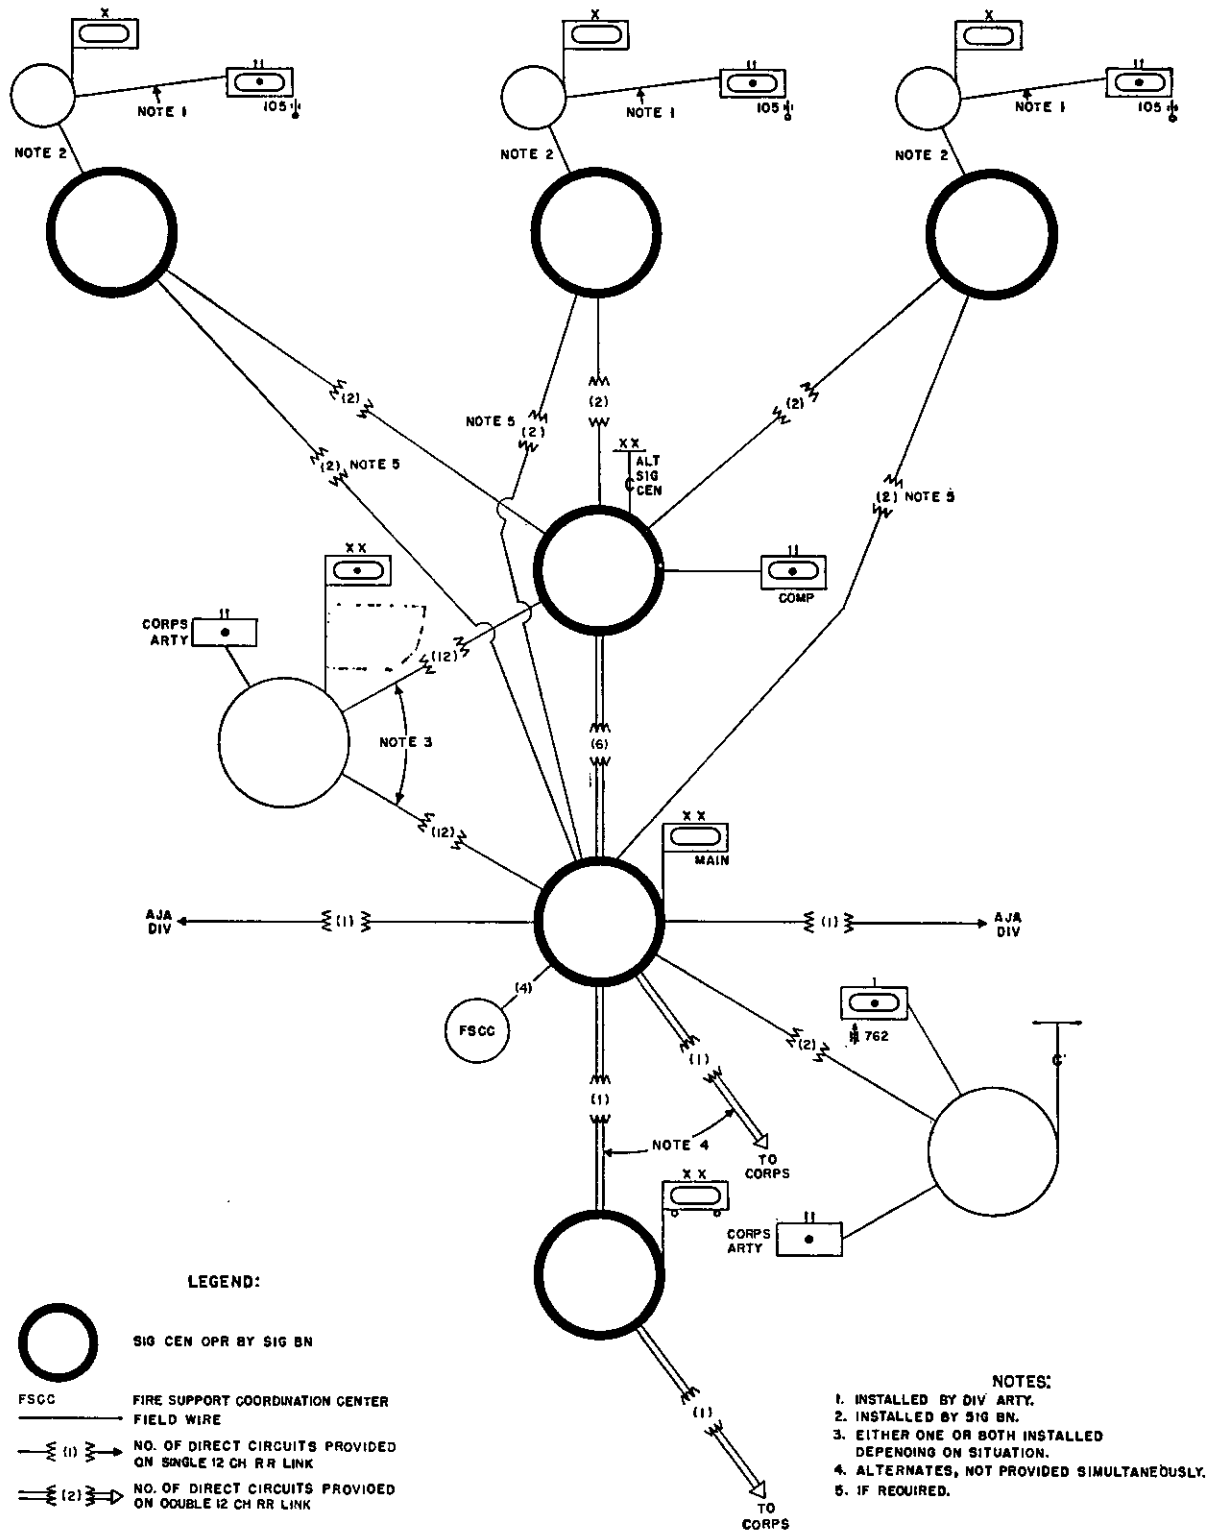 X
X
X
II
II
II
105
105
105
NOTE 1
NOTE 1
NOTE 1
NOTE 2
NOTE 2
NOTE 2
(2)
(2)
(2)
NOTE 5
(2)
(2) NOTE 5
(2) NOTE 5
XX
ALT
SIG
CEN
C
II
COMP
XX
CORPS
ARTY
II
(12)
NOTE 3
(12)
(6)
XX
MAIN
AJA
DIV
(1)
(1)
AJA
DIV
(4)
FSCC
I
762
(2)
C
(1)
(1)
NOTE 4
TO
CORPS
XX
CORPS
ARTY
II
LEGEND:
SIG CEN OPR BY SIG BN
FSCC FIRE SUPPORT COORDINATION CENTER
FIELD WIRE
(1) NO. OF DIRECT CIRCUITS PROVIDED
ON SINGLE 12 CH RR LINK
(2) NO. OF DIRECT CIRCUITS PROVIDED
ON DOUBLE 12 CH RR LINK
(1)
TO
CORPS
NOTES:
1. INSTALLED BY DIV ARTY.
2. INSTALLED BY SIG BN.
3. EITHER ONE OR BOTH INSTALLED
DEPENDING ON SITUATION.
4. ALTERNATES, NOT PROVIDED SIMULTANEOUSLY.
5. IF REQUIRED.